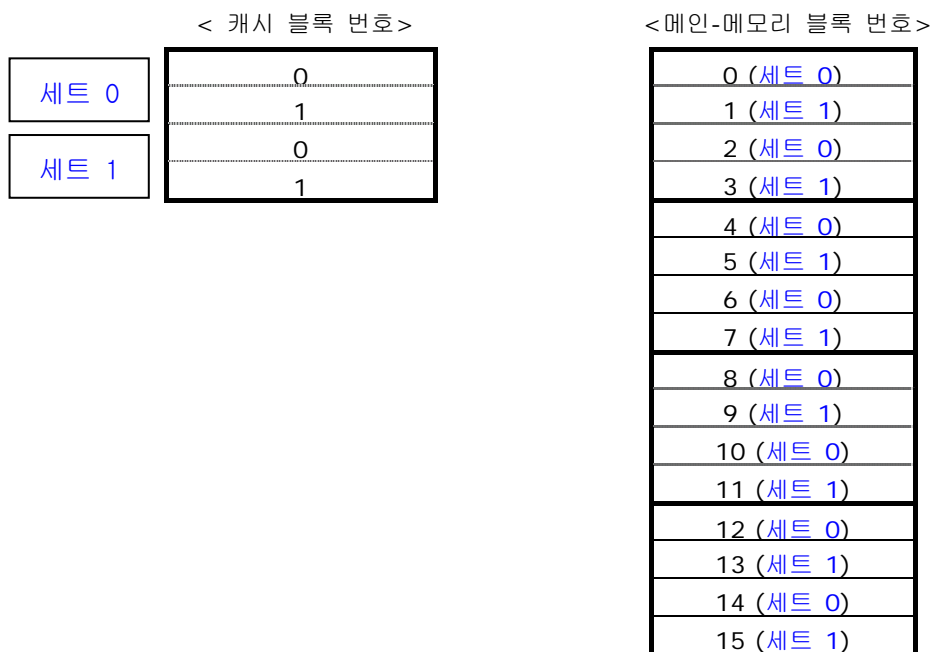 < 캐시 블록 번호>
세트 0
0
1
세트 1
0
1
<메인-메모리 블록 번호>
0 (세트 0)
1 (세트 1)
2 (세트 0)
3 (세트 1)
4 (세트 0)
5 (세트 1)
6 (세트 0)
7 (세트 1)
8 (세트 0)
9 (세트 1)
10 (세트 0)
11 (세트 1)
12 (세트 0)
13 (세트 1)
14 (세트 0)
15 (세트 1)